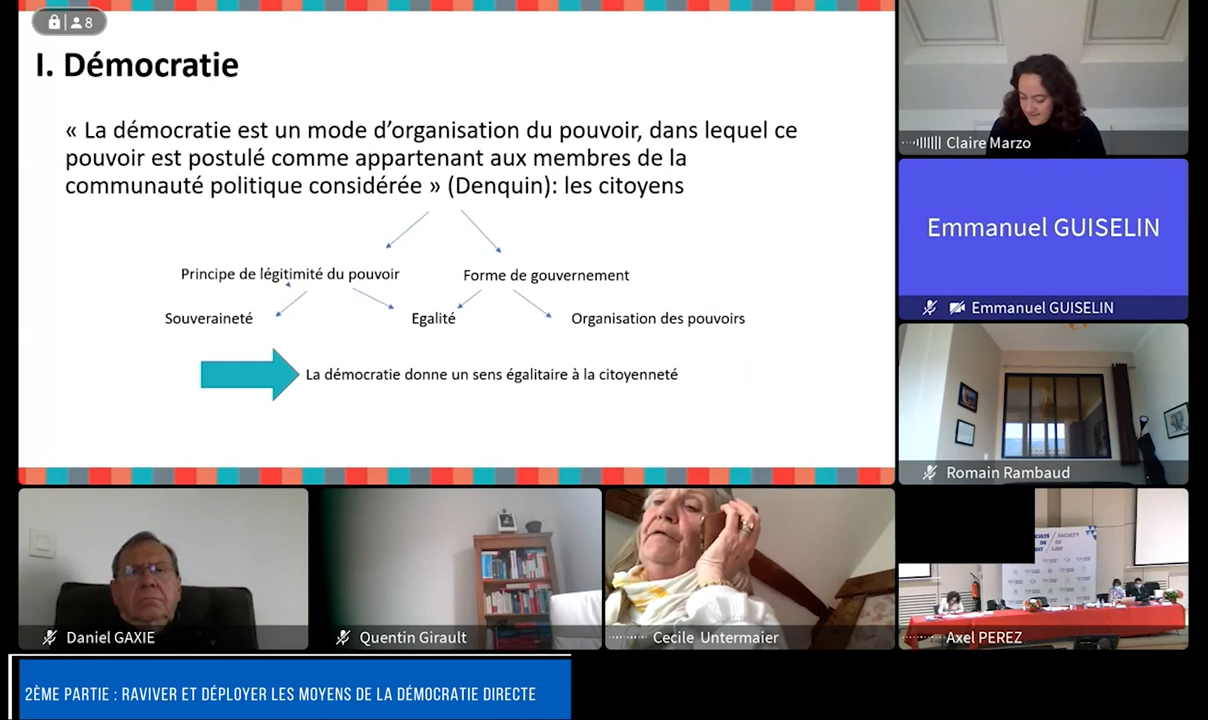 8
I. Démocratie
« La démocratie est un mode d’organisation du pouvoir, dans lequel ce
pouvoir est postulé comme appartenant aux membres de la
communauté politique considérée » (Denquin): les citoyens
Principe de légitimité du pouvoir
Forme de gouvernement
Souveraineté
Egalité
Organisation des pouvoirs
La démocratie donne un sens égalitaire à la citoyenneté
Claire Marzo
Emmanuel GUISELIN
Emmanuel GUISELIN
Romain Rambaud
Daniel GAXIE
Quentin Girault
Cecile Untermaier
FACULTY
OF
LAW
Axel PEREZ
2ÈME PARTIE : RAVIVER ET DÉPLOYER LES MOYENS DE LA DÉMOCRATIE DIRECTE